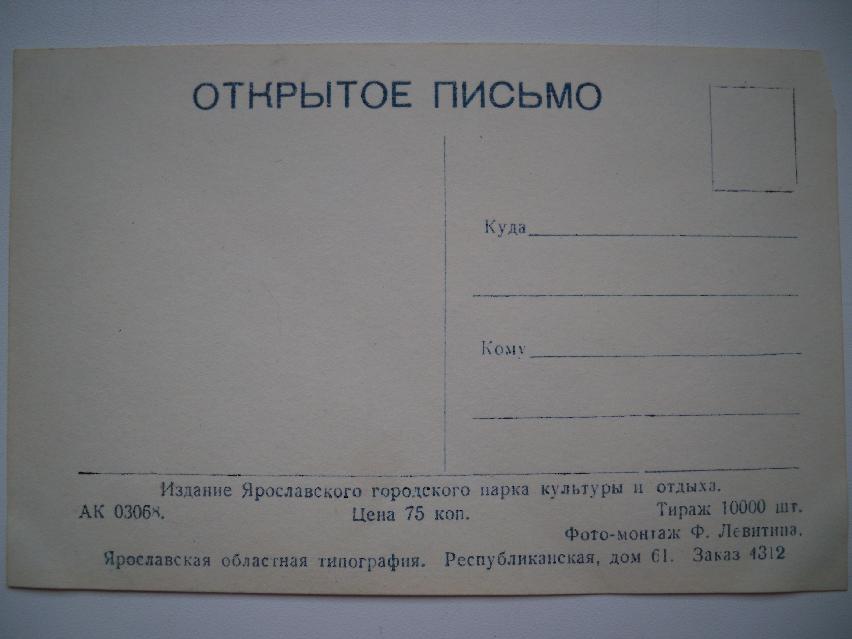 ОТКРЫТОЕ ПИСЬМО
Куда
Кому
Издание Ярославского городского парка культуры и отдыха.
АК 03068. Цена 75 коп. Тираж 10000 шт.
Фото-монтаж Ф. Левитина.
Ярославская областная типография. Республиканская, дом 61. Заказ 4312